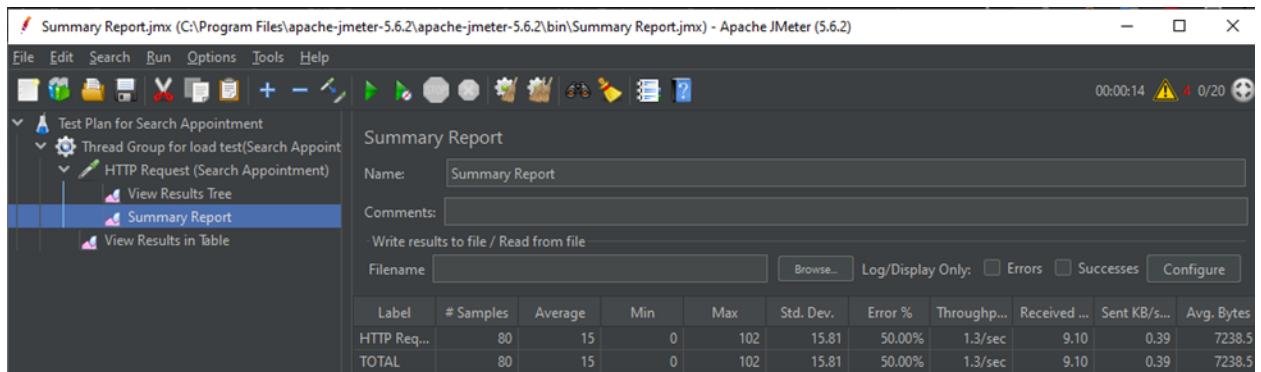 Summary Report.jmx (C:\Program Files\apache-jmeter-5.6.2\apache-jmeter-5.6.2\bin\Summary Report.jmx) - Apache JMeter (5.6.2)
File Edit Search Run Options Tools Help
00:00:14 4 0/20
Test Plan for Search Appointment
Thread Group for load test(Search Appoint
HTTP Request (Search Appointment)
View Results Tree
Summary Report
View Results in Table
Summary Report
Name: Summary Report
Comments:
Write results to file / Read from file
Filename Browse... Log/Display Only: Errors Successes Configure
Label # Samples Average Min Max Std. Dev. Error % Throughp... Received ... Sent KB/s... Avg. Bytes
HTTP Req... 80 15 0 102 15.81 50.00% 1.3/sec 9.10 0.39 7238.5
TOTAL 80 15 0 102 15.81 50.00% 1.3/sec 9.10 0.39 7238.5